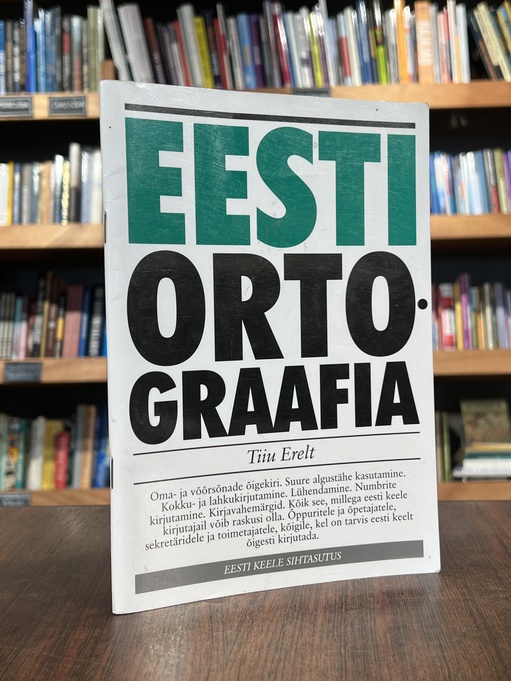 EESTI
ORTO·
GRAAFIA
Tiiu Erelt
Oma- ja võõrsõnade õigekiri. Suure algustähe kasutamine.
Kokku- ja lahkukirjutamine. Lühendamine. Numbrite
kirjutamine. Kirjavahemärgid. Kõik see, millega eesti keele
kirjutajail võib raskusi olla. Õppuritele ja õpetajatele,
sekretäridele ja toimetajatele, kõigile, kel on tarvis eesti keelt
õigesti kirjutada.
EESTI KEELE SIHTASUTUS